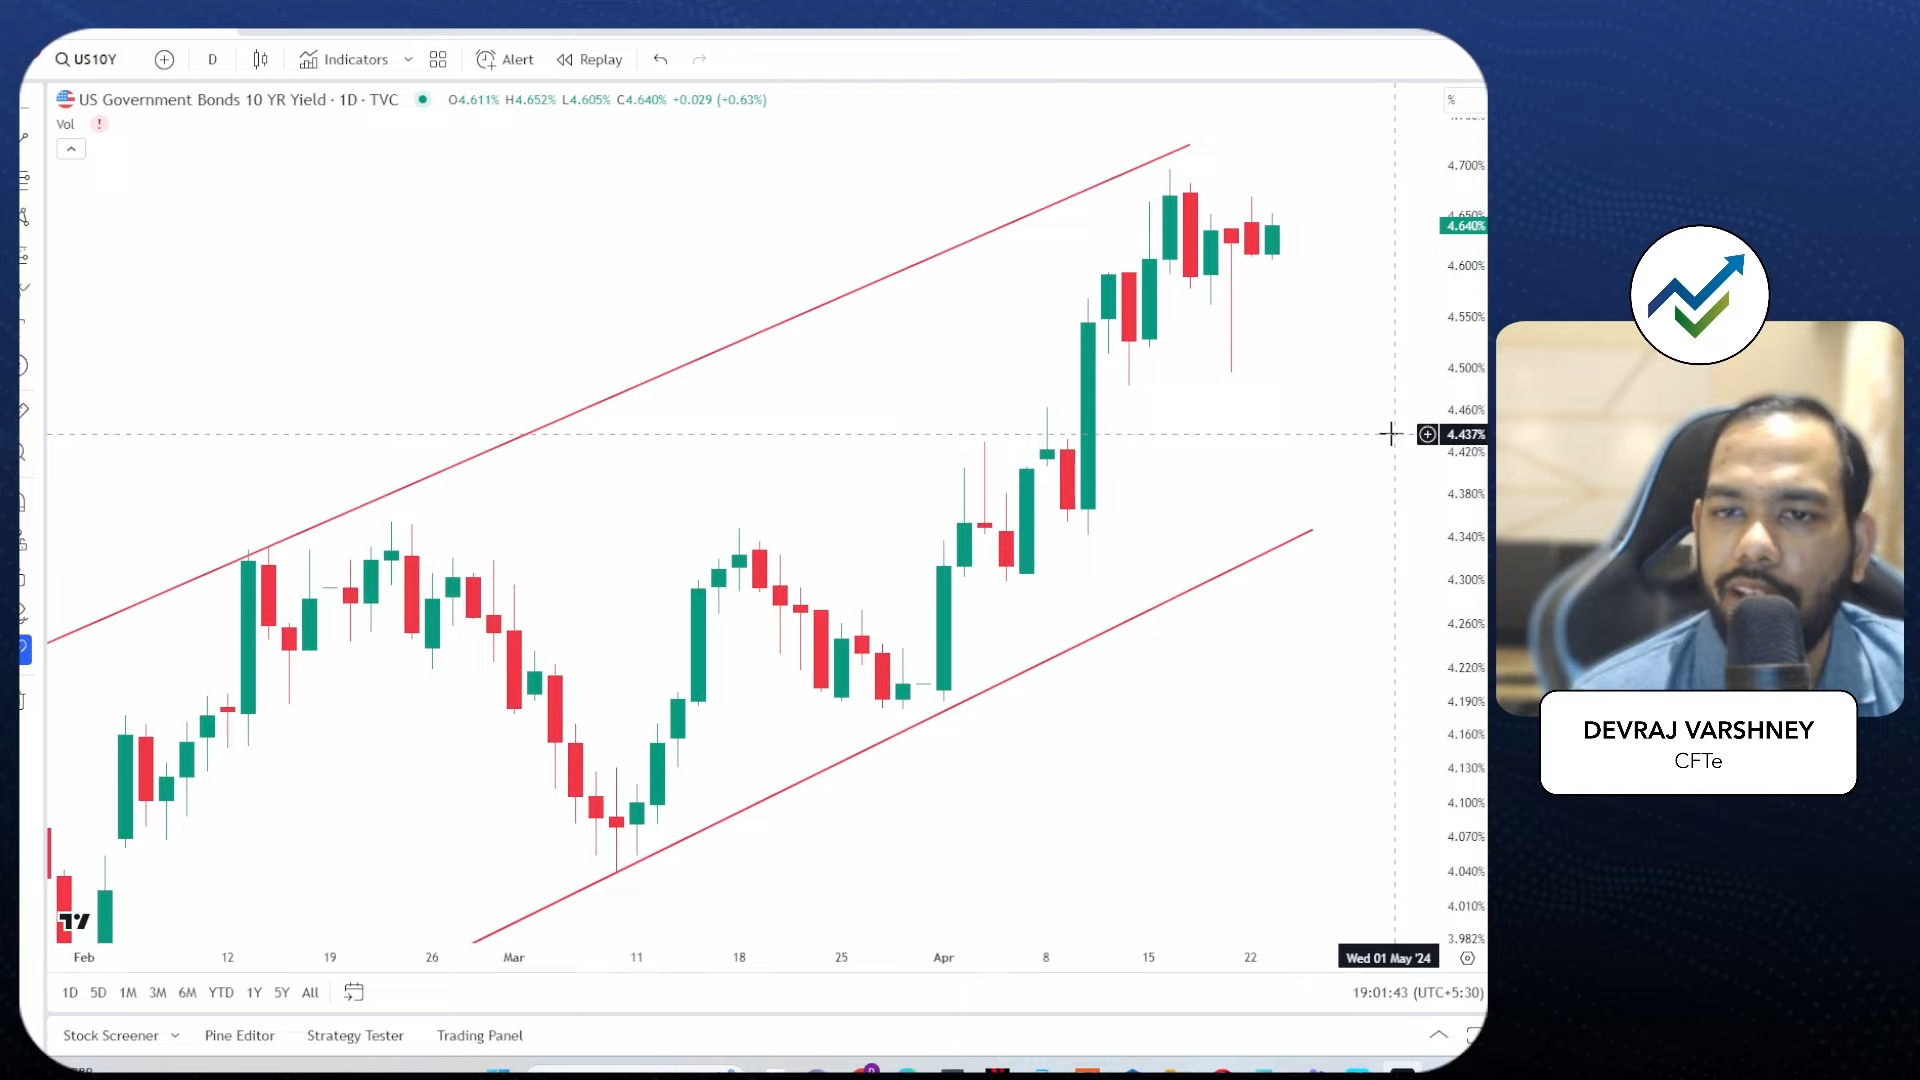 US10Y D Indicators Alert Replay
US Government Bonds 10 YR Yield · 1D · TVC O4.611% H4.652% L4.605% C4.640% +0.029 (+0.63%)
%
Vol !
4.700%
4.650%
4.640%
4.600%
4.550%
4.500%
4.460%
4.437%
4.420%
4.380%
4.340%
4.300%
4.260%
4.220%
4.190%
4.160%
4.130%
4.100%
4.070%
4.040%
4.010%
3.982%
DEVRAJ VARSHNEY
CFTe
Feb 12 19 26 Mar 11 18 25 Apr 8 15 22 Wed 01 May '24
1D 5D 1M 3M 6M YTD 1Y 5Y All 19:01:43 (UTC+5:30)
Stock Screener Pine Editor Strategy Tester Trading Panel